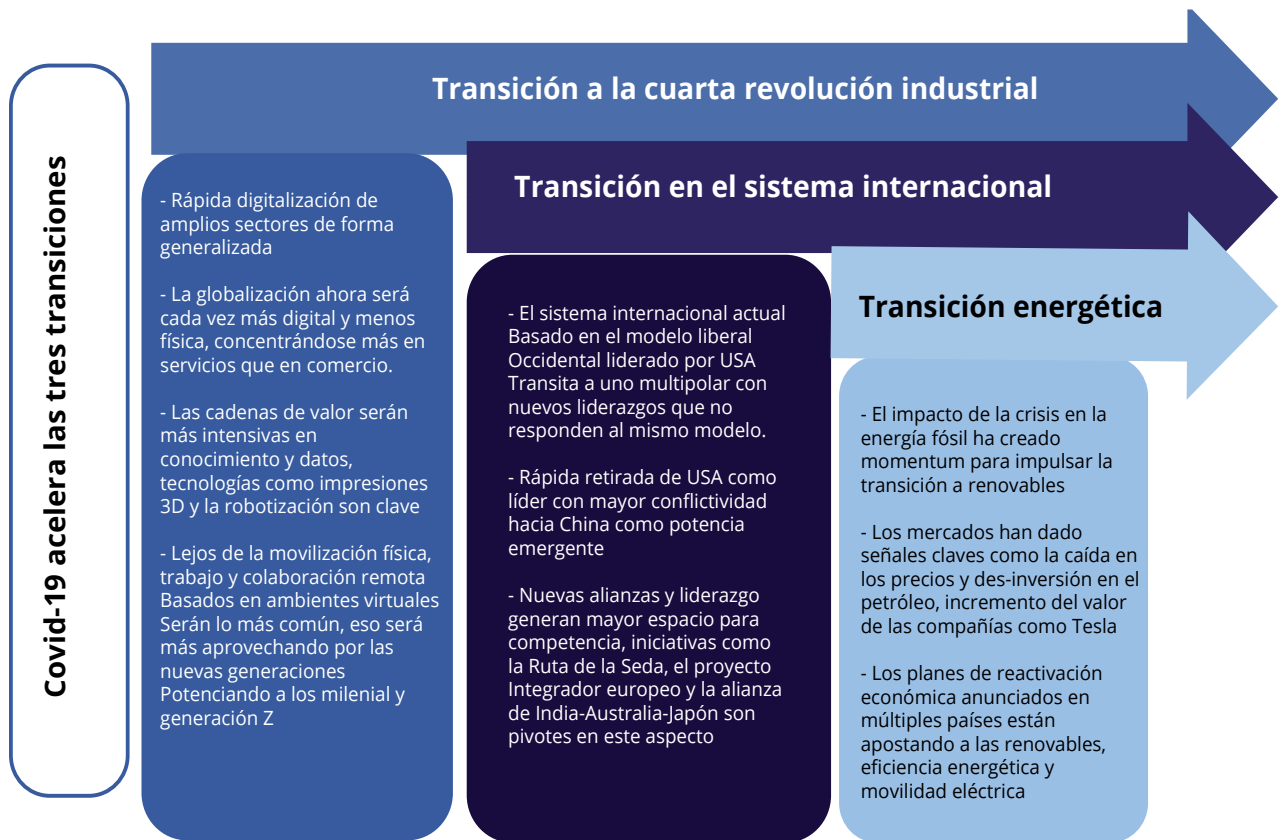 Covid-19 acelera las tres transiciones
Transición a la cuarta revolución industrial
- Rápida digitalización de
amplios sectores de forma
generalizada
- La globalización ahora será
cada vez más digital y menos
física, concentrándose más en
servicios que en comercio.
- Las cadenas de valor serán
más intensivas en
conocimiento y datos,
tecnologías como impresiones
3D y la robotización son clave
- Lejos de la movilización física,
trabajo y colaboración remota
Basados en ambientes virtuales
Serán lo más común, eso será
más aprovechando por las
nuevas generaciones
Potenciando a los milenial y
generación Z
Transición en el sistema internacional
- El sistema internacional actual
Basado en el modelo liberal
Occidental liderado por USA
Transita a uno multipolar con
nuevos liderazgos que no
responden al mismo modelo.
- Rápida retirada de USA como
líder con mayor conflictividad
hacia China como potencia
emergente
- Nuevas alianzas y liderazgo
generan mayor espacio para
competencia, iniciativas como
la Ruta de la Seda, el proyecto
Integrador europeo y la alianza
de India-Australia-Japón son
pivotes en este aspecto
Transición energética
- El impacto de la crisis en la
energía fósil ha creado
momentum para impulsar la
transición a renovables
- Los mercados han dado
señales claves como la caída en
los precios y des-inversión en el
petróleo, incremento del valor
de las compañías como Tesla
- Los planes de reactivación
económica anunciados en
múltiples países están
apostando a las renovables,
eficiencia energética y
movilidad eléctrica